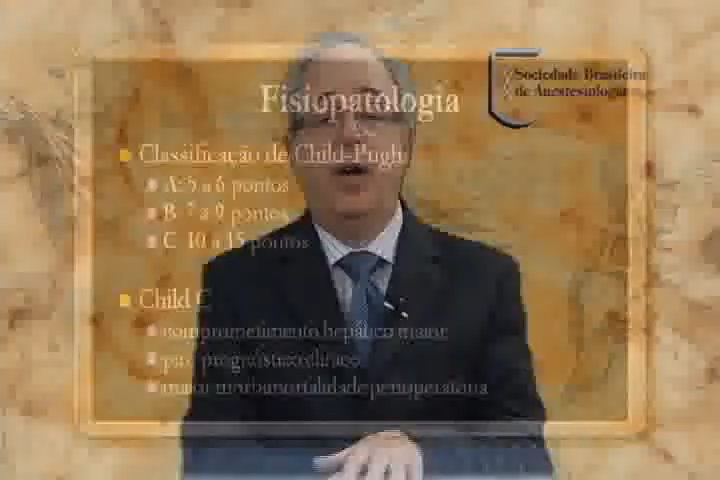 Sociedade Brasileira
de Anestesiologia
Fisiopatologia
Classificação de Child-Pugh
A: 5 a 6 pontos
B: 7 a 9 pontos
C: 10 a 15 pontos
Child C
comprometimento hepático maior
pior prognóstico clínico
maior morbimortalidade perioperatória